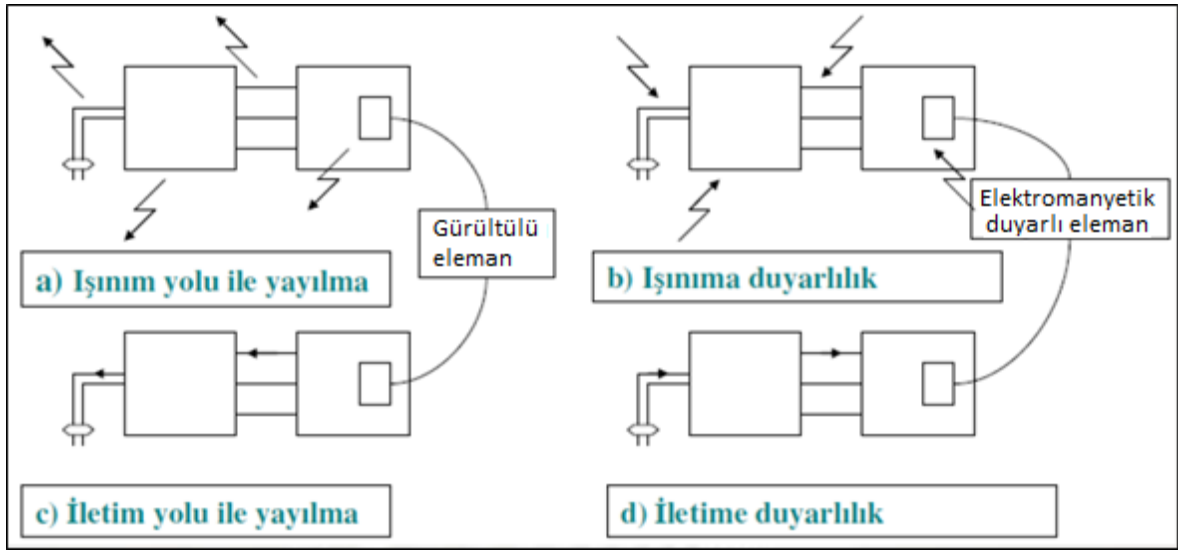 Gürültülü
eleman
Elektromanyetik
duyarlı eleman
a) Işınım yolu ile yayılma
b) Işınıma duyarlılık
c) İletim yolu ile yayılma
d) İletime duyarlılık